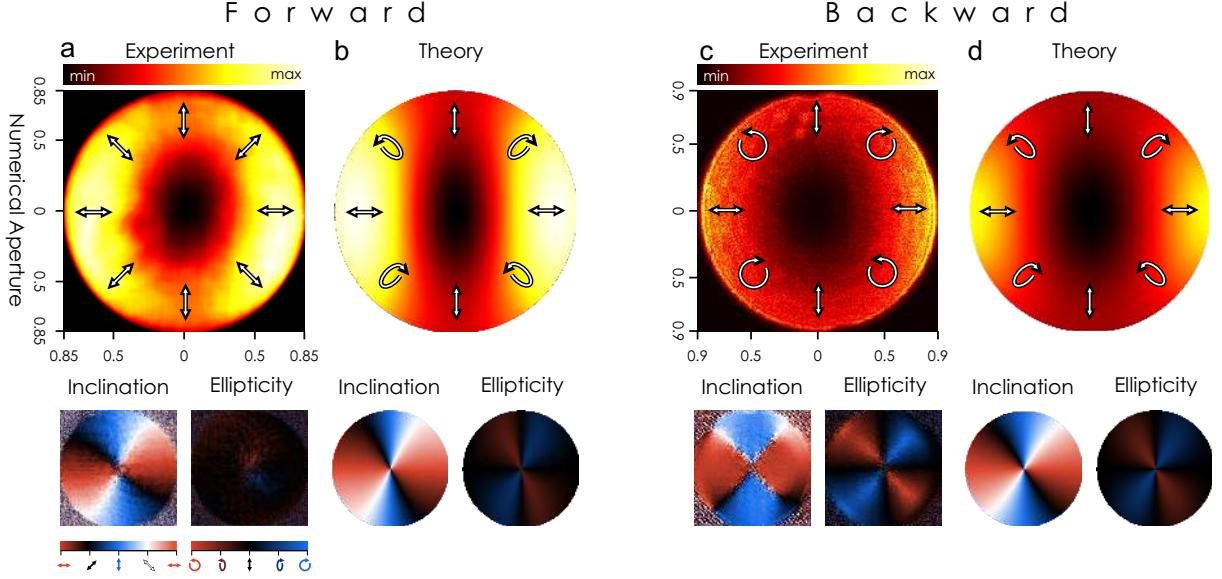 Forward
Backward
a Experiment
b Theory
c Experiment
d Theory
min max
min max
Numerical Aperture
0.85
0.5
0
0.5
0.85
0.85 0.5 0 0.5 0.85
0.9
0.5
0
0.5
0.9
0.9 0.5 0 0.5 0.9
Inclination Ellipticity Inclination Ellipticity
Inclination Ellipticity Inclination Ellipticity